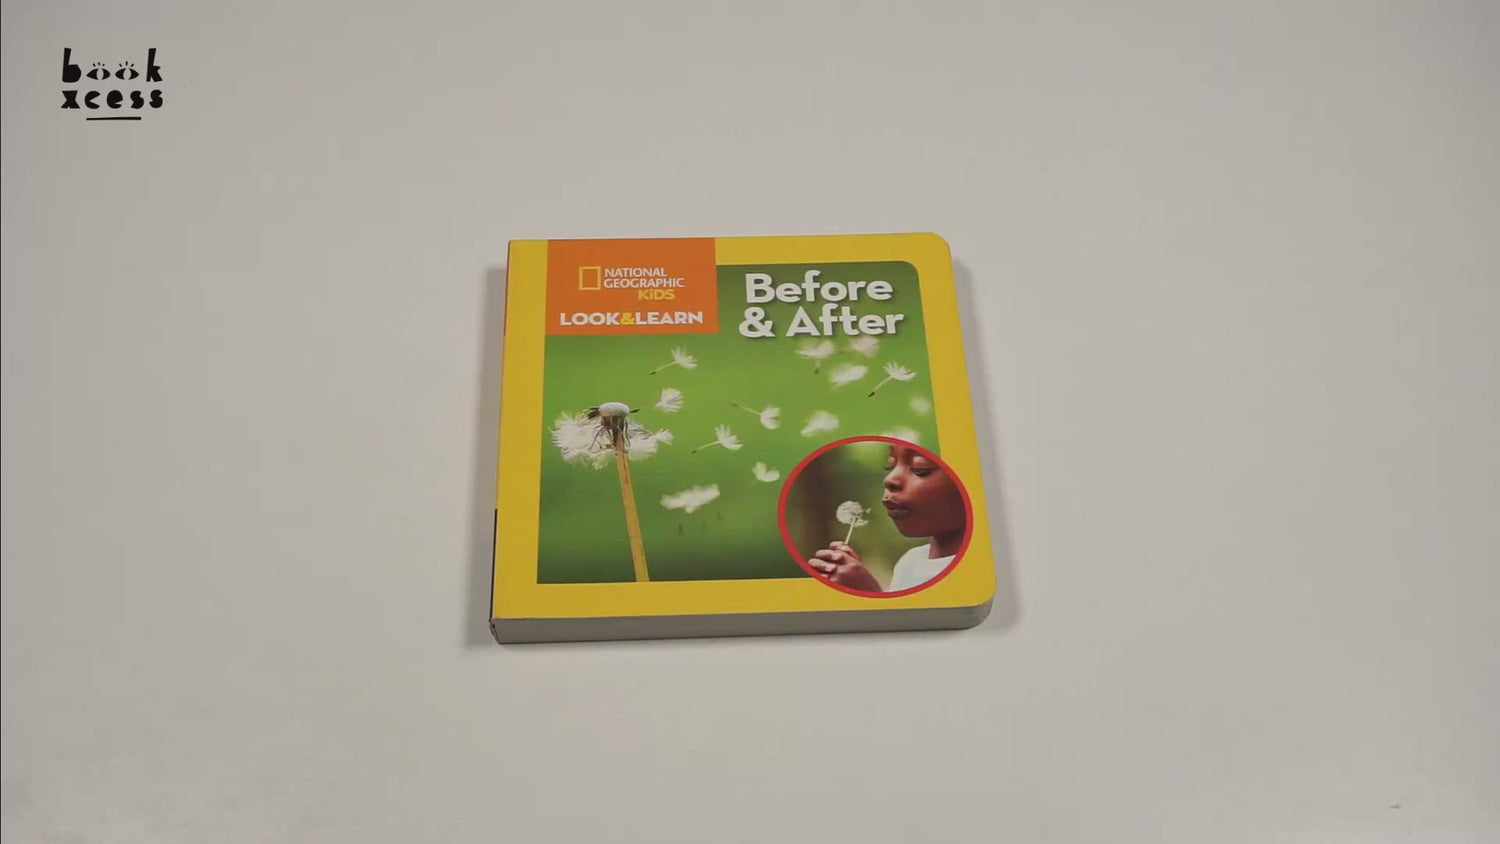 book
xcess
NATIONAL
GEOGRAPHIC
KiDS
LOOK&LEARN
Before
& After